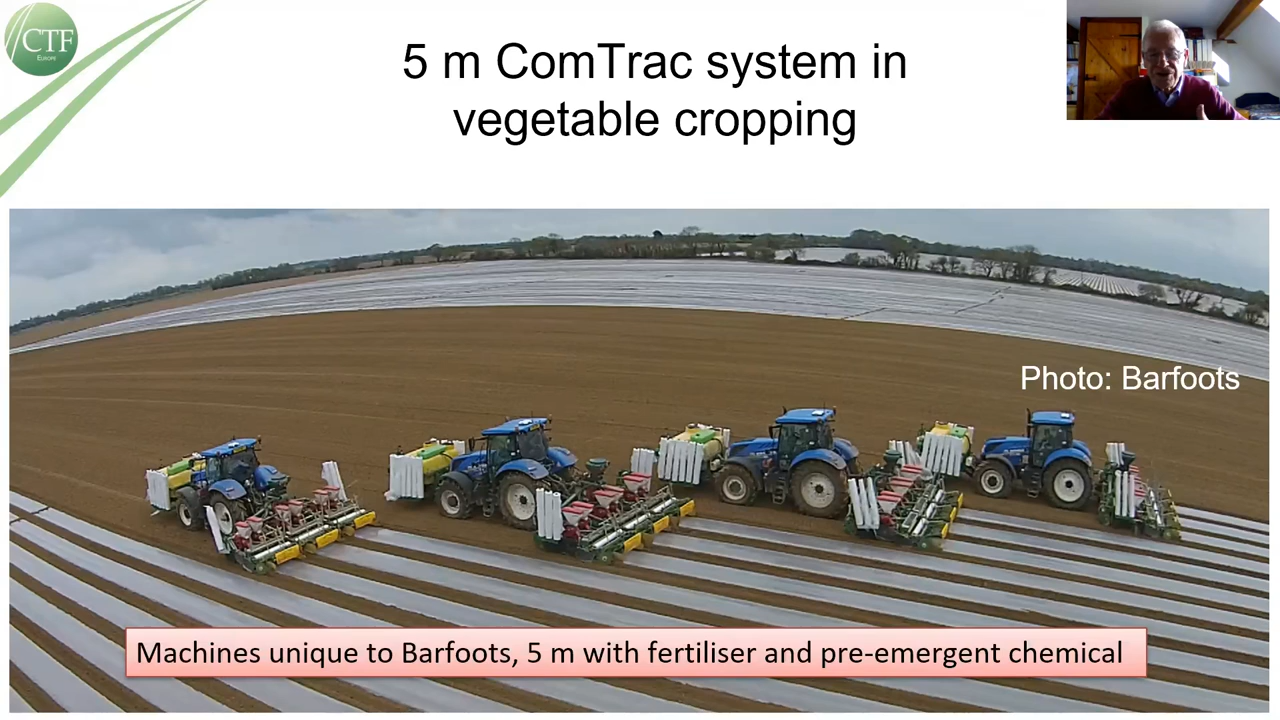 CTF
EUROPE
5 m ComTrac system in
vegetable cropping
Photo: Barfoots
Machines unique to Barfoots, 5 m with fertiliser and pre-emergent chemical